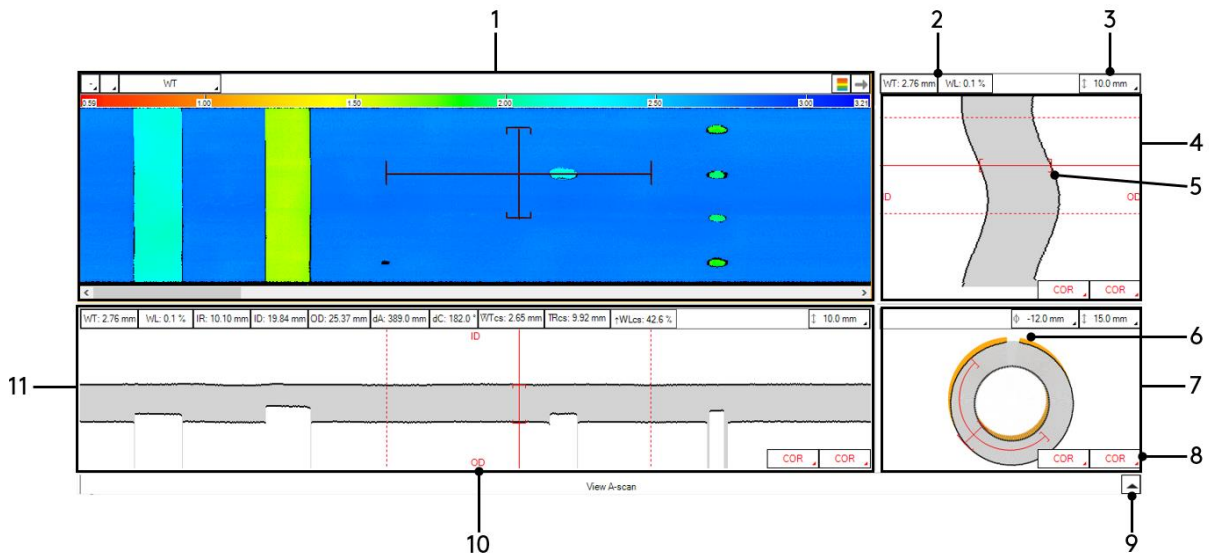 1
2
3
WT
WT: 2.76 mm WL: 0.1 % 10.0 mm
0.59 1.00 1.50 2.00 2.50 3.00 3.21
4
5
ID OD
COR COR
WT: 2.76 mm WL: 0.1 % IR: 10.10 mm ID: 19.84 mm OD: 25.37 mm dA: 389.0 mm dC: 182.0 ° WTcs: 2.65 mm IRcs: 9.92 mm ↑WLcs: 42.6 % 10.0 mm
-12.0 mm 15.0 mm
6
ID
11
7
OD
COR COR
COR COR
8
View A-scan
10
9